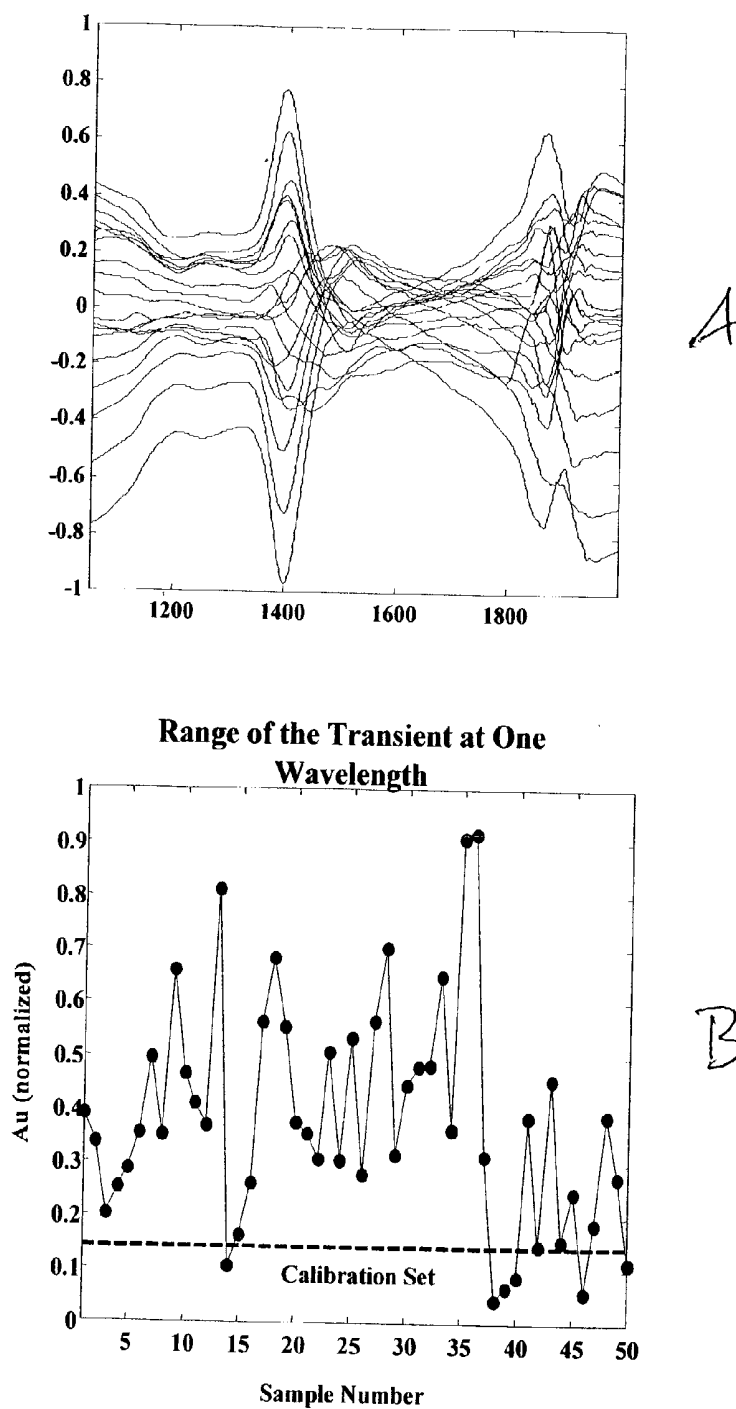 1
0.8
0.6
0.4
0.2
0
-0.2
-0.4
-0.6
-0.8
-1
1200 1400 1600 1800
A
Range of the Transient at One
Wavelength
1
0.9
0.8
0.7
0.6
0.5
0.4
0.3
0.2
0.1
0
Au (normalized)
Calibration Set
5 10 15 20 25 30 35 40 45 50
Sample Number
B